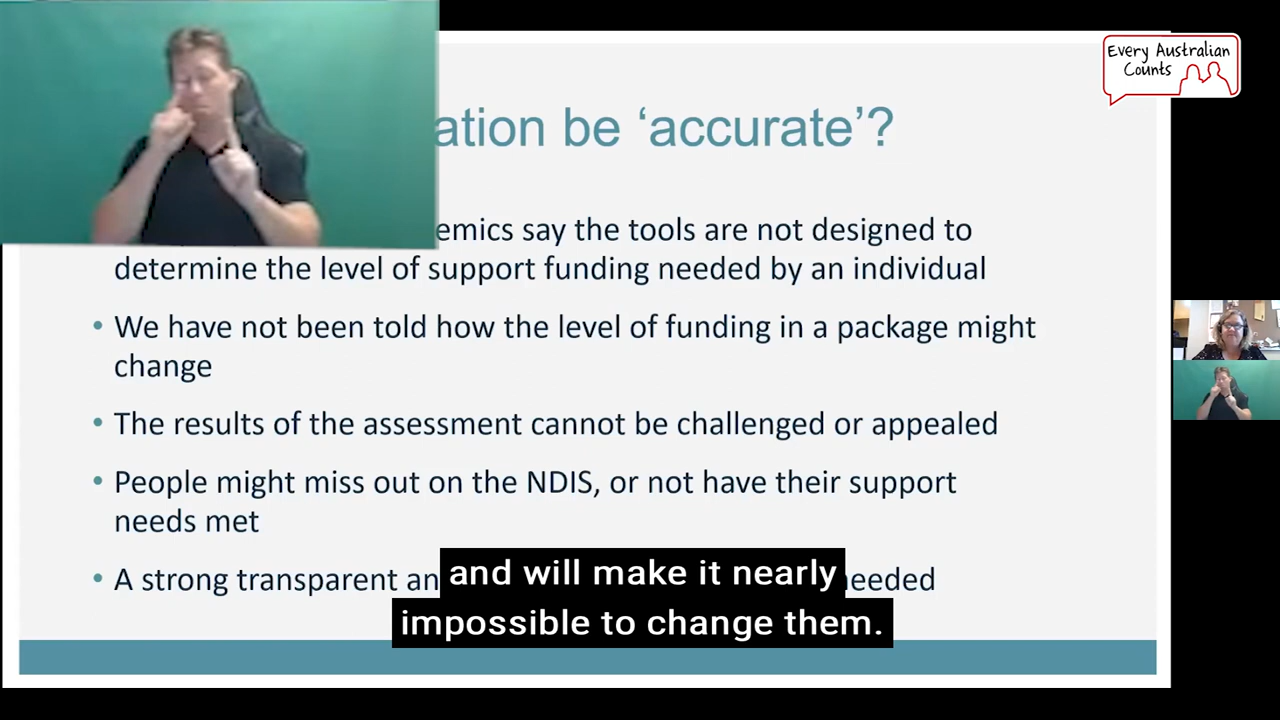 Every Australian
Counts
ation be ‘accurate’?
emics say the tools are not designed to
determine the level of support funding needed by an individual
• We have not been told how the level of funding in a package might
change
• The results of the assessment cannot be challenged or appealed
• People might miss out on the NDIS, or not have their support
needs met
• A strong transparent an
needed
and will make it nearly
impossible to change them.